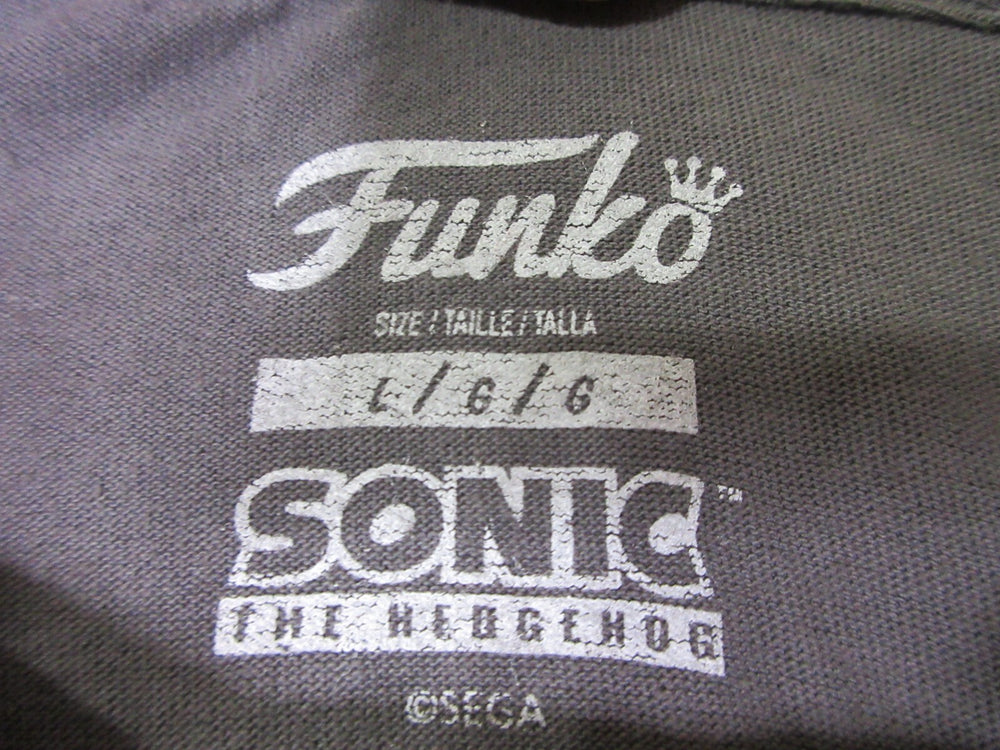 Funko
SIZE / TAILLE / TALLA
L / G / G
SONIC™
THE HEDGEHOG
©SEGA